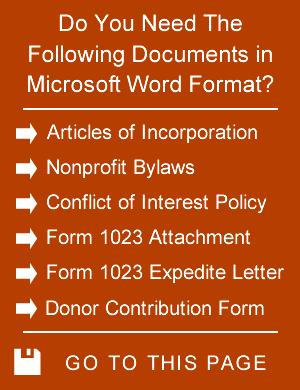 Do You Need The
Following Documents in
Microsoft Word Format?
Articles of Incorporation
Nonprofit Bylaws
Conflict of Interest Policy
Form 1023 Attachment
Form 1023 Expedite Letter
Donor Contribution Form
GO TO THIS PAGE